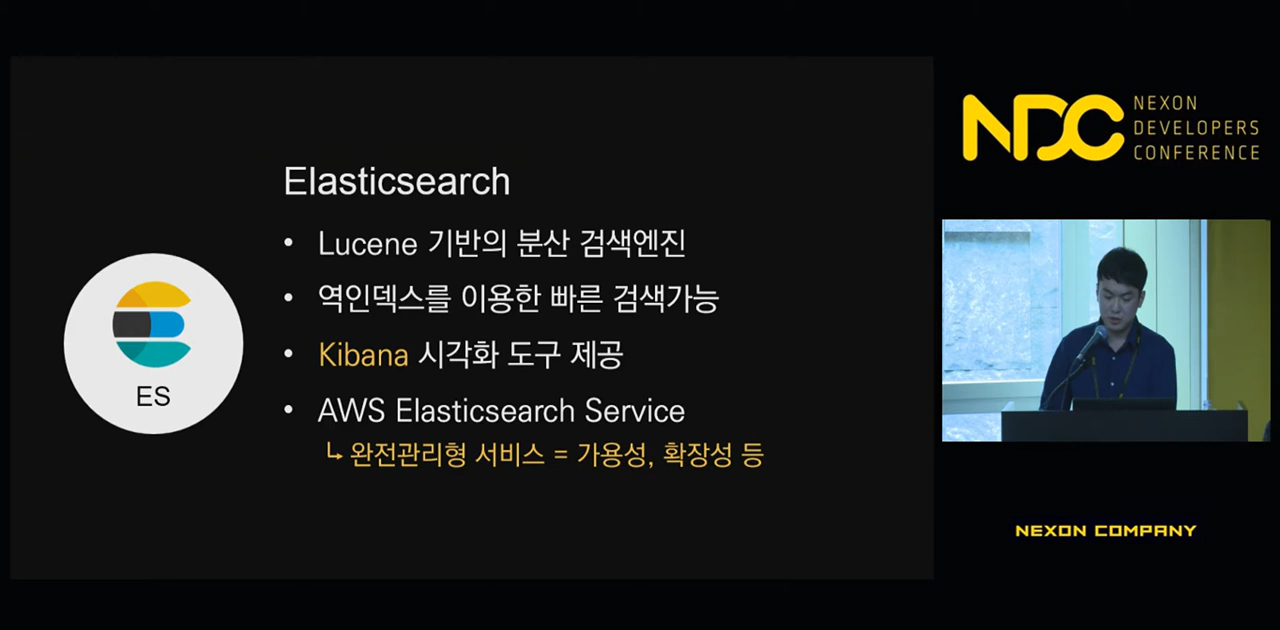 Elasticsearch
• Lucene 기반의 분산 검색엔진
• 역인덱스를 이용한 빠른 검색가능
• Kibana 시각화 도구 제공
• AWS Elasticsearch Service
↳ 완전관리형 서비스 = 가용성, 확장성 등
ES
NDC
NEXON
DEVELOPERS
CONFERENCE
NEXON COMPANY